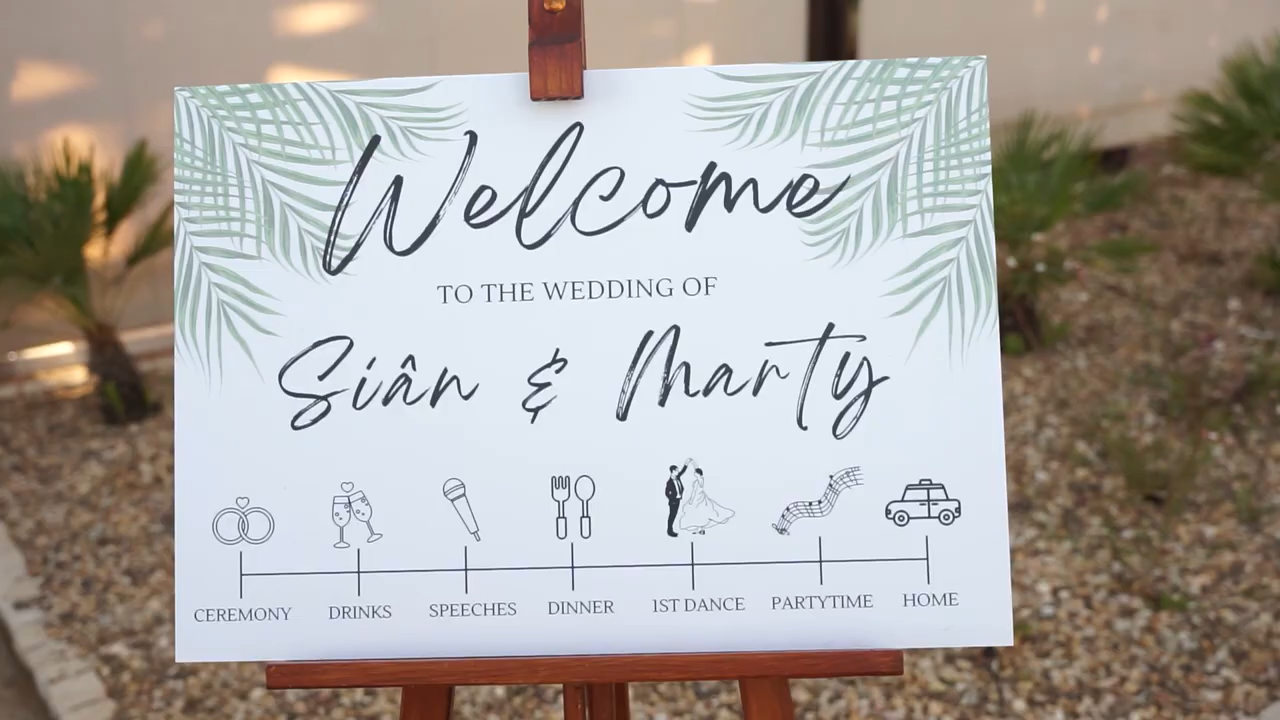 Welcome
TO THE WEDDING OF
Siân & Marty
CEREMONY DRINKS SPEECHES DINNER 1ST DANCE PARTYTIME HOME